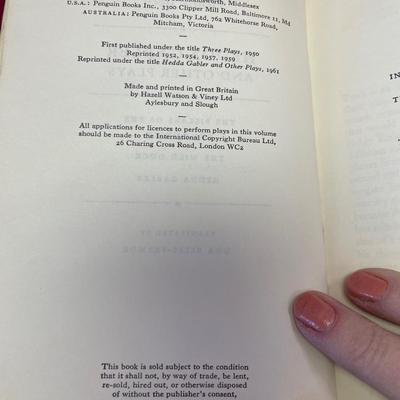 Harmondsworth, Middlesex
U.S.A.: Penguin Books Inc., 3300 Clipper Mill Road, Baltimore 11, Md
AUSTRALIA: Penguin Books Pty Ltd, 762 Whitehorse Road,
Mitcham, Victoria
—
First published under the title Three Plays, 1950
Reprinted 1952, 1954, 1957, 1959
Reprinted under the title Hedda Gabler and Other Plays, 1961
—
Made and printed in Great Britain
by Hazell Watson & Viney Ltd
Aylesbury and Slough
—
All applications for licences to perform plays in this volume
should be made to the International Copyright Bureau Ltd,
26 Charing Cross Road, London WC2
This book is sold subject to the condition
that it shall not, by way of trade, be lent,
re-sold, hired out, or otherwise disposed
of without the publisher's consent,
IN
T